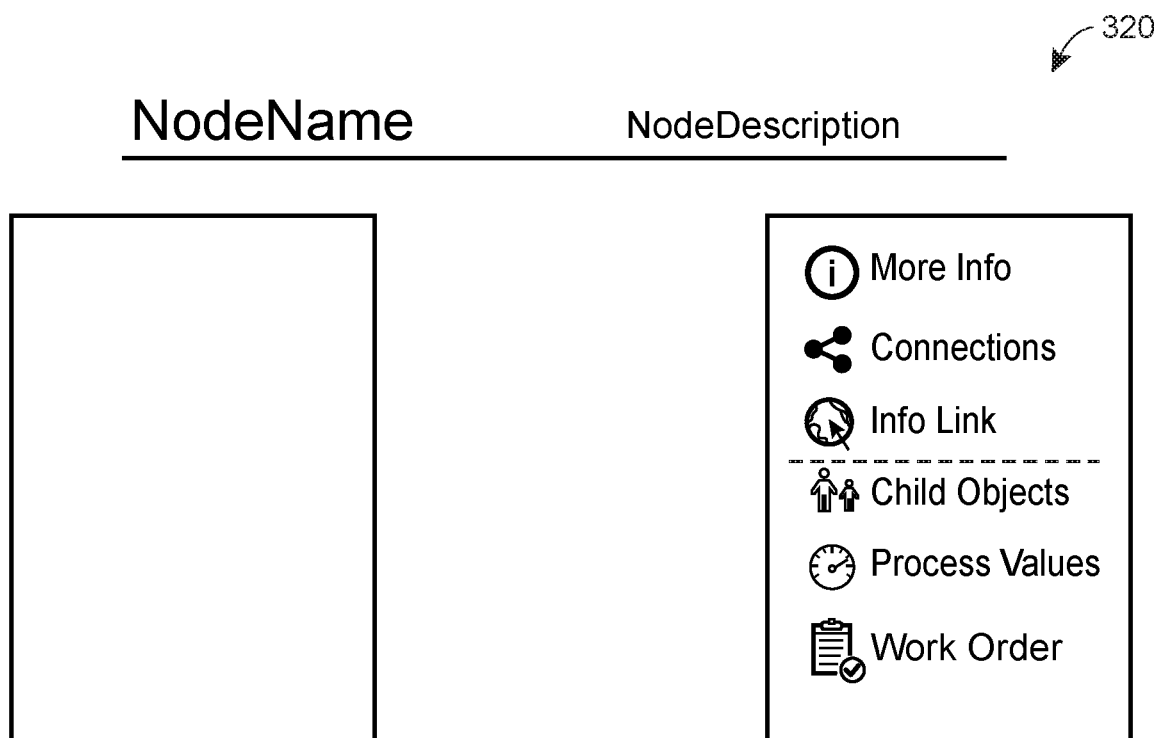 320
NodeName NodeDescription
More Info
Connections
Info Link
Child Objects
Process Values
Work Order